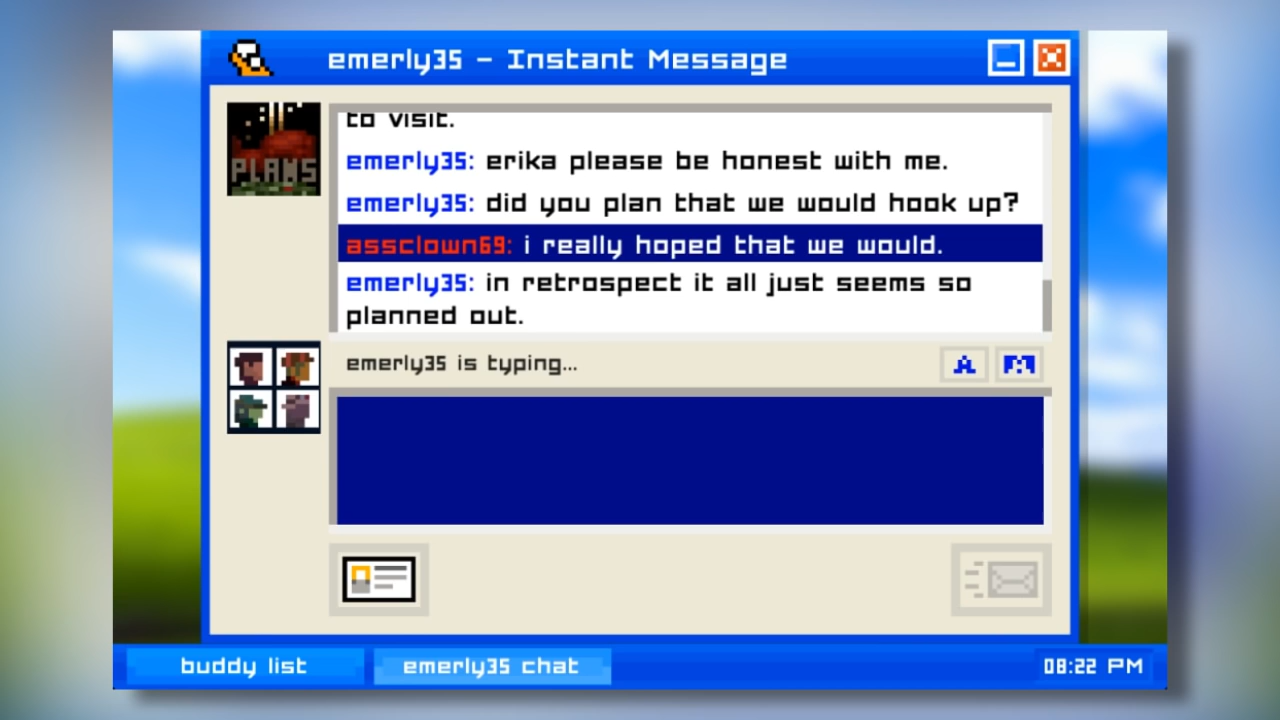 emerly35 - Instant Message
to visit.
emerly35: erika please be honest with me.
emerly35: did you plan that we would hook up?
assclown69: i really hoped that we would.
emerly35: in retrospect it all just seems so
planned out.
PLANS
emerly35 is typing...
A
buddy list
emerly35 chat
08:22 PM